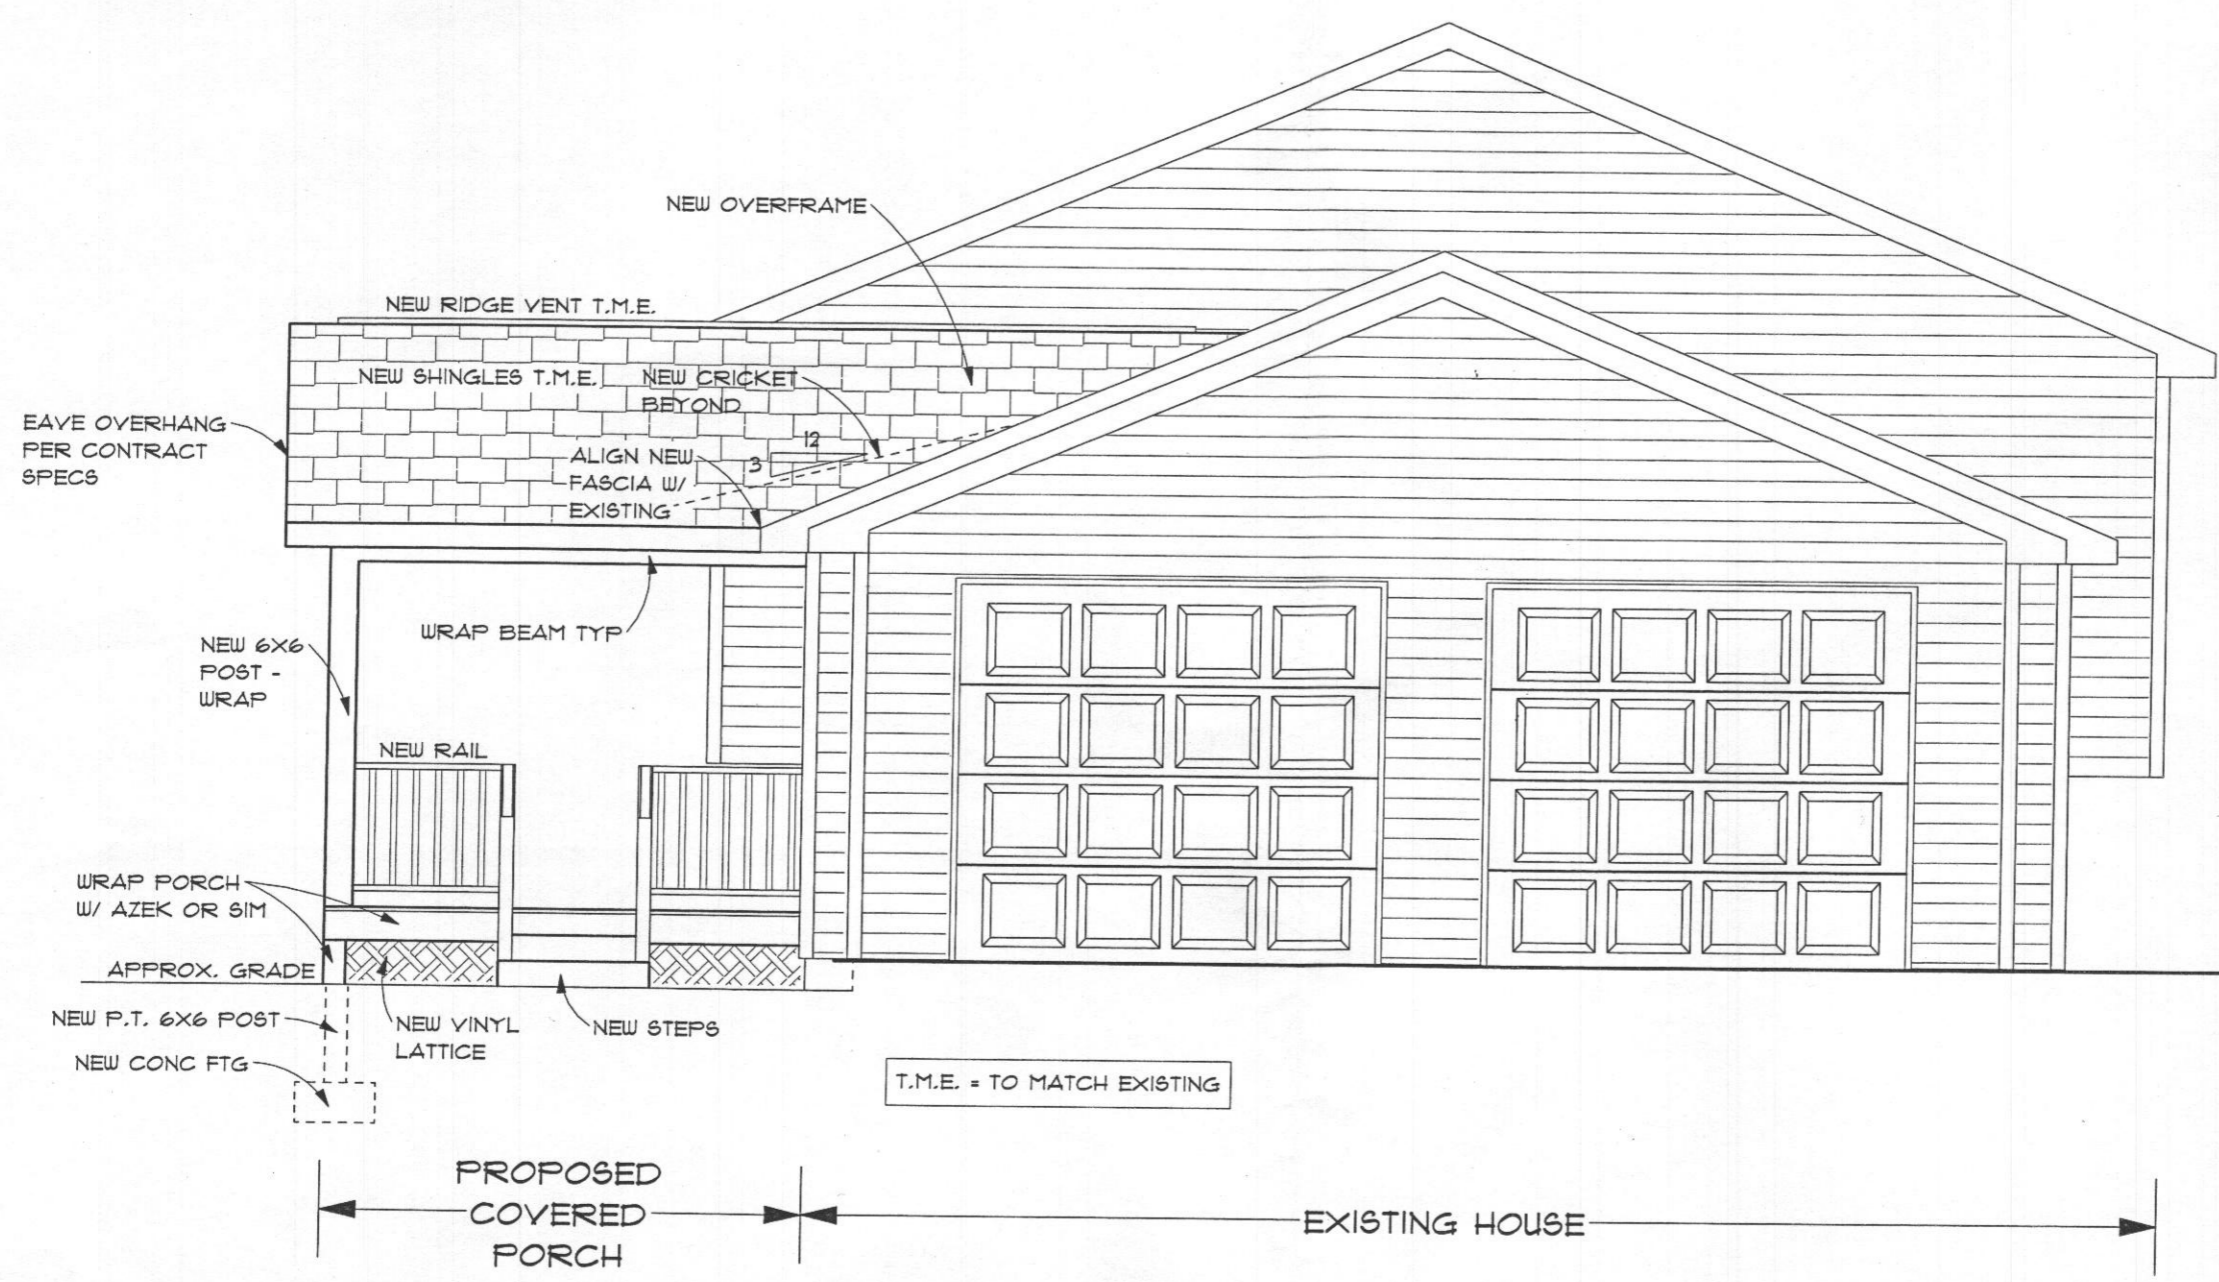 NEW OVERFRAME
NEW RIDGE VENT T.M.E.
NEW SHINGLES T.M.E.
NEW CRICKET
BEYOND
EAVE OVERHANG
PER CONTRACT
SPECS
12
3
ALIGN NEW
FASCIA W/
EXISTING
WRAP BEAM TYP
NEW 6X6
POST -
WRAP
NEW RAIL
WRAP PORCH
W/ AZEK OR SIM
APPROX. GRADE
NEW P.T. 6X6 POST
NEW VINYL
LATTICE
NEW STEPS
NEW CONC FTG
T.M.E. = TO MATCH EXISTING
PROPOSED
COVERED
PORCH
EXISTING HOUSE